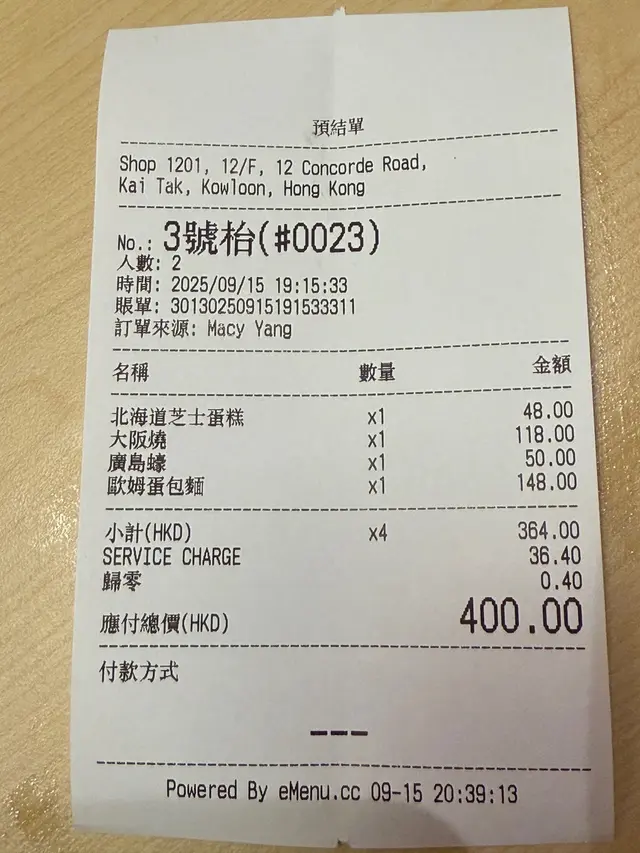 預結單
Shop 1201, 12/F, 12 Concorde Road,
Kai Tak, Kowloon, Hong Kong
No.: 3號枱(#0023)
人數: 2
時間: 2025/09/15 19:15:33
賬單: 30130250915191533311
訂單來源: Macy Yang
名稱 數量 金額
北海道芝士蛋糕 x1 48.00
大阪燒 x1 118.00
廣島蠔 x1 50.00
歐姆蛋包麵 x1 148.00
小計(HKD) x4 364.00
SERVICE CHARGE 36.40
歸零 0.40
應付總價(HKD) 400.00
付款方式
---
Powered By eMenu.cc 09-15 20:39:13